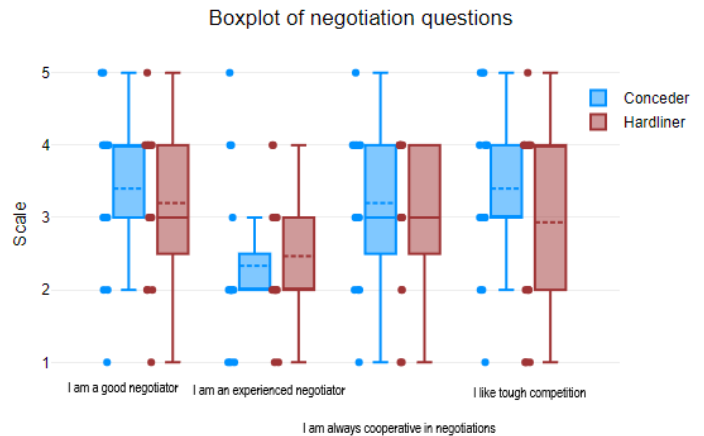 Boxplot of negotiation questions
5
4
3
2
1
Scale
Conceder
Hardliner
I am a good negotiator
I am an experienced negotiator
I like tough competition
I am always cooperative in negotiations